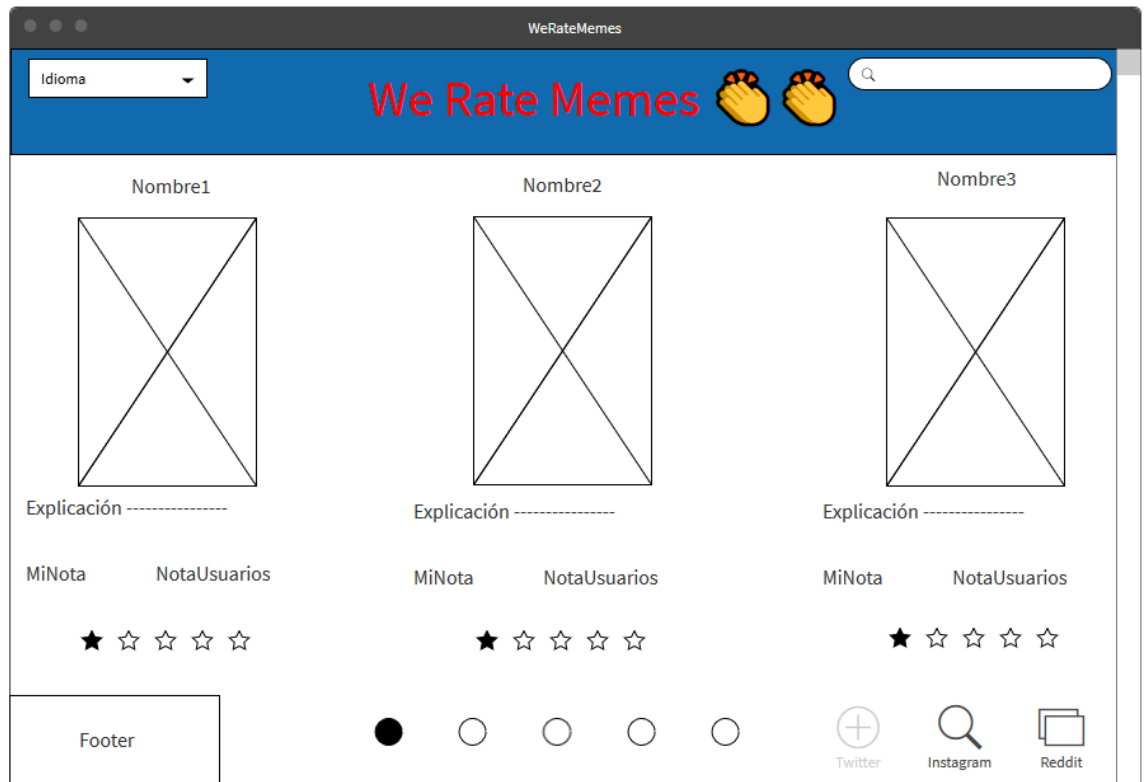 WeRateMemes
Idioma
We Rate Memes 👏 👏
Nombre1
Nombre2
Nombre3
Explicación ----------------
Explicación ----------------
Explicación ----------------
MiNota NotaUsuarios
MiNota NotaUsuarios
MiNota NotaUsuarios
Footer
Twitter
Instagram
Reddit